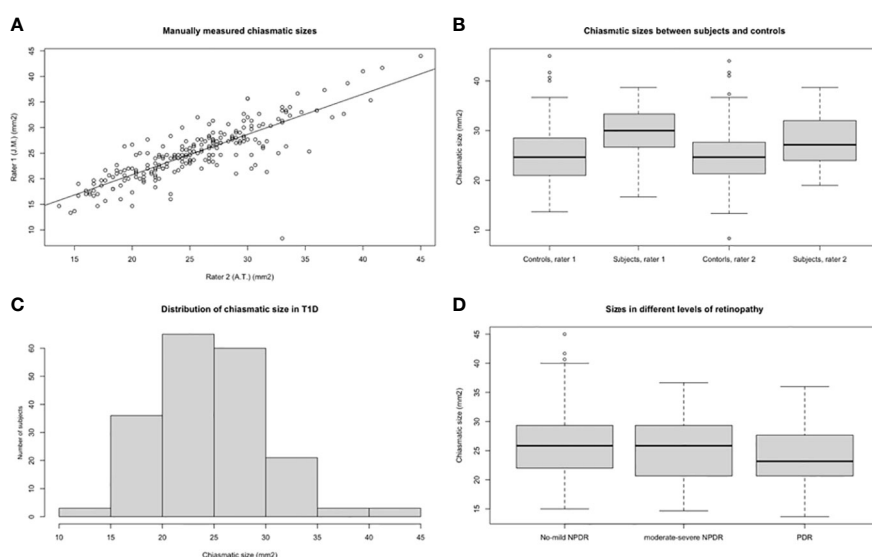 A
Manually measured chiasmatic sizes
Rater 1 (J.M.) (mm2)
45
40
35
30
25
20
15
10
15 20 25 30 35 40 45
Rater 2 (A.T.) (mm2)
B
Chiasmatic sizes between subjects and controls
Chiasmatic size (mm2)
40
30
20
10
Controls, rater 1 Subjects, rater 1 Contorls, rater 2 Subjects, rater 2
C
Distribution of chiasmatic size in T1D
Number of subjects
60
50
40
30
20
10
0
10 15 20 25 30 35 40 45
Chiasmatic size (mm2)
D
Sizes in different levels of retinopathy
Chiasmatic size (mm2)
45
40
35
30
25
20
15
No-mild NPDR moderate-severe NPDR PDR